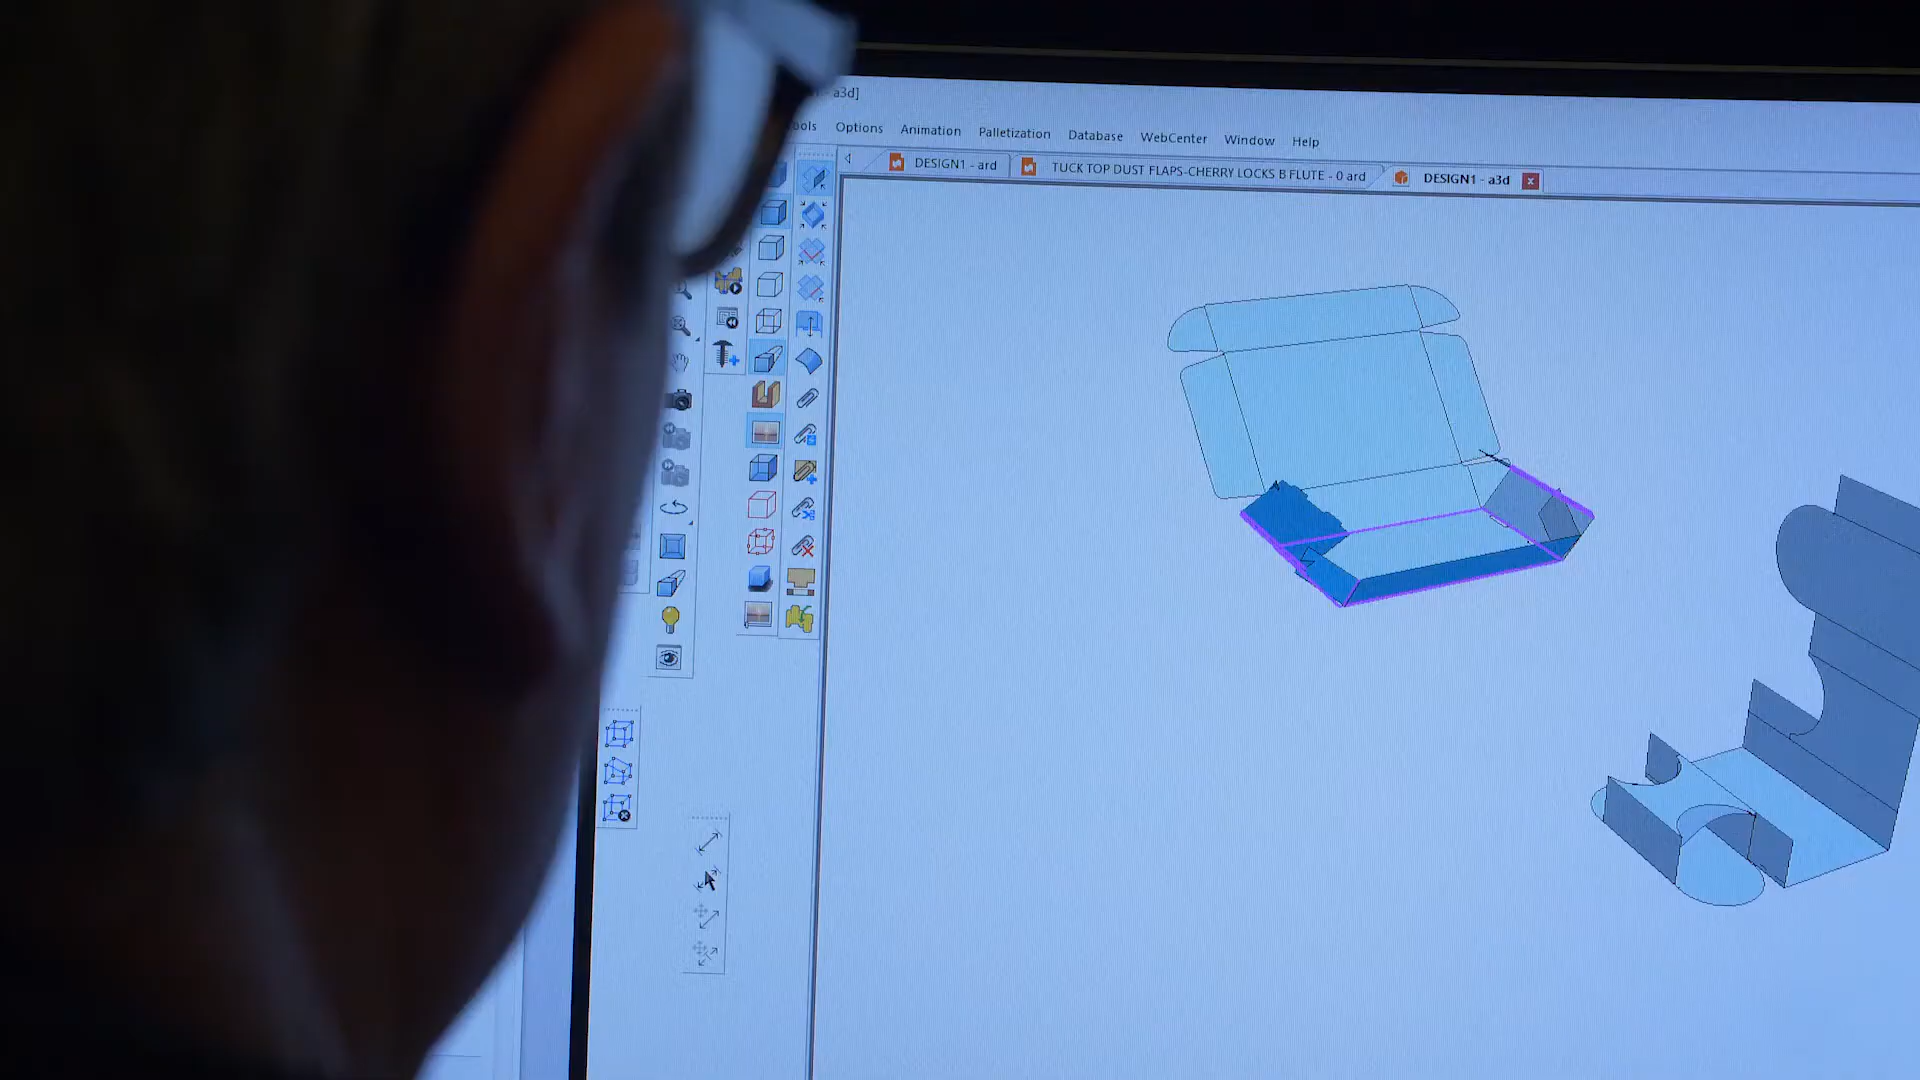 a3d]
ools Options Animation Palletization Database WebCenter Window Help
DESIGN1 - ard TUCK TOP DUST FLAPS-CHERRY LOCKS B FLUTE - 0 ard DESIGN1 - a3d